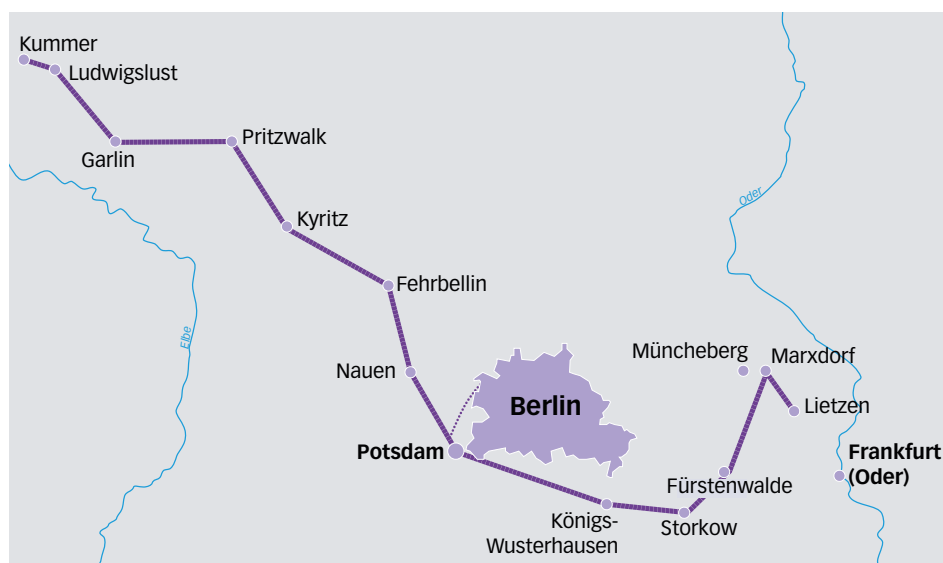 Kummer
Ludwigslust
Garlin
Pritzwalk
Kyritz
Fehrbellin
Nauen
Elbe
Oder
Berlin
Potsdam
Müncheberg
Marxdorf
Lietzen
Frankfurt
(Oder)
Fürstenwalde
Storkow
Königs-
Wusterhausen